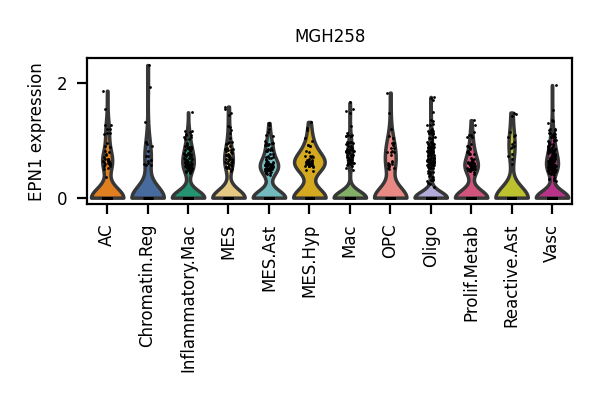 MGH258
EPN1 expression
2
0
AC
Chromatin.Reg
Inflammatory.Mac
MES
MES.Ast
MES.Hyp
Mac
OPC
Oligo
Prolif.Metab
Reactive.Ast
Vasc